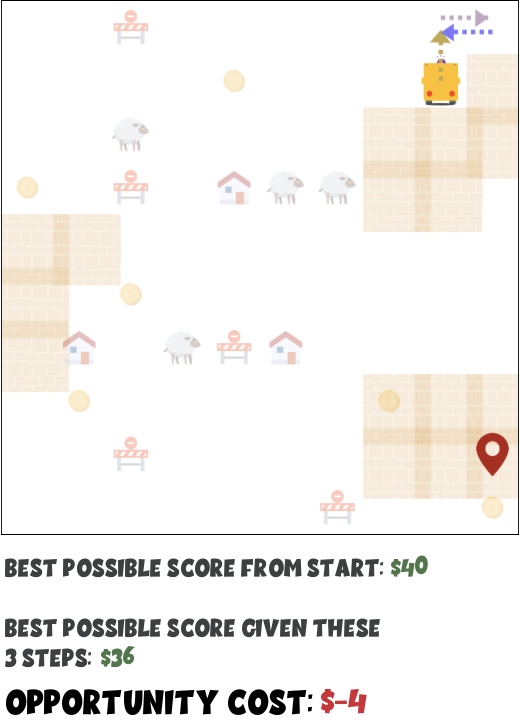 BEST POSSIBLE SCORE FROM START: $40
BEST POSSIBLE SCORE GIVEN THESE
3 STEPS: $36
OPPORTUNITY COST: $-4